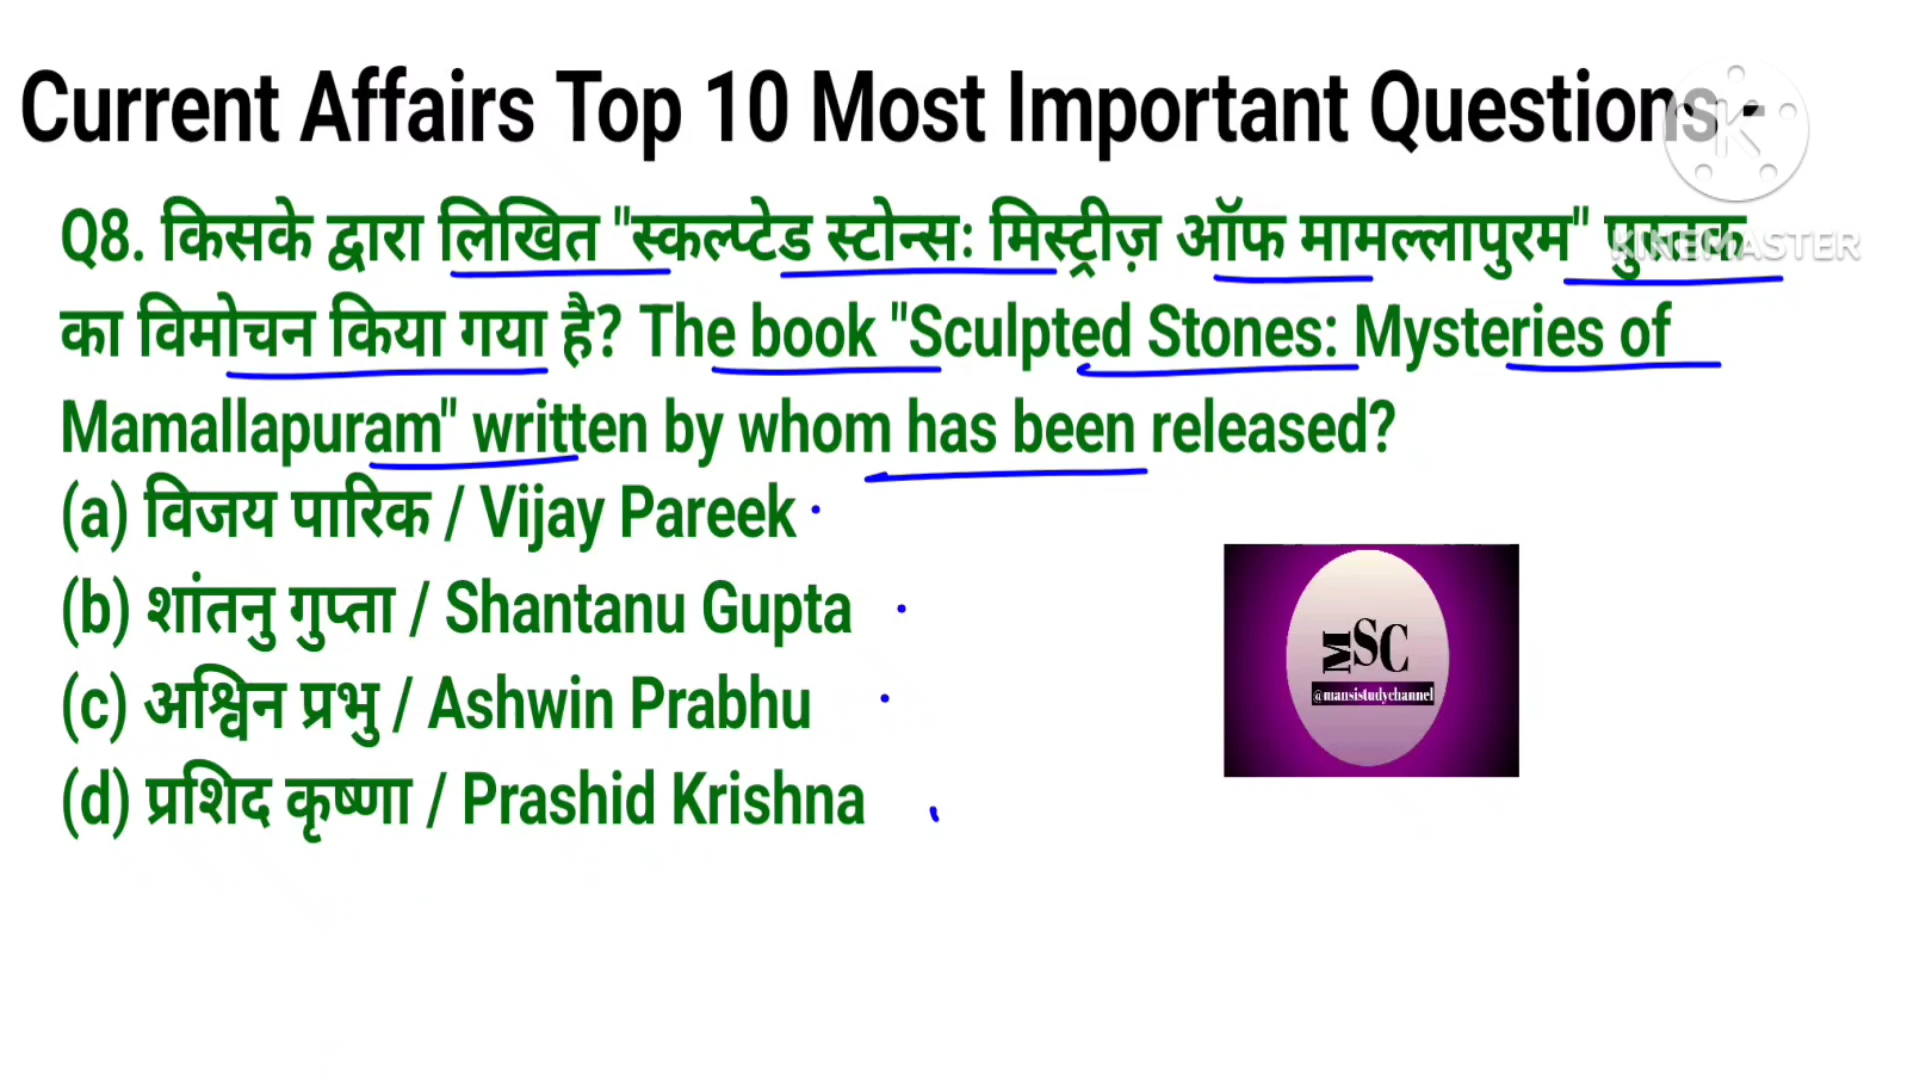 Current Affairs Top 10 Most Important Questions -
Q8. किसके द्वारा लिखित "स्कल्प्टेड स्टोन्सः मिस्ट्रीज़ ऑफ मामल्लापुरम" पुस्तक
KINEMASTER
का विमोचन किया गया है? The book "Sculpted Stones: Mysteries of
Mamallapuram" written by whom has been released?
(a) विजय पारिक / Vijay Pareek
(b) शांतनु गुप्ता / Shantanu Gupta
(c) अश्विन प्रभु / Ashwin Prabhu
(d) प्रशिद कृष्णा / Prashid Krishna
MSC
@mansistudychannel